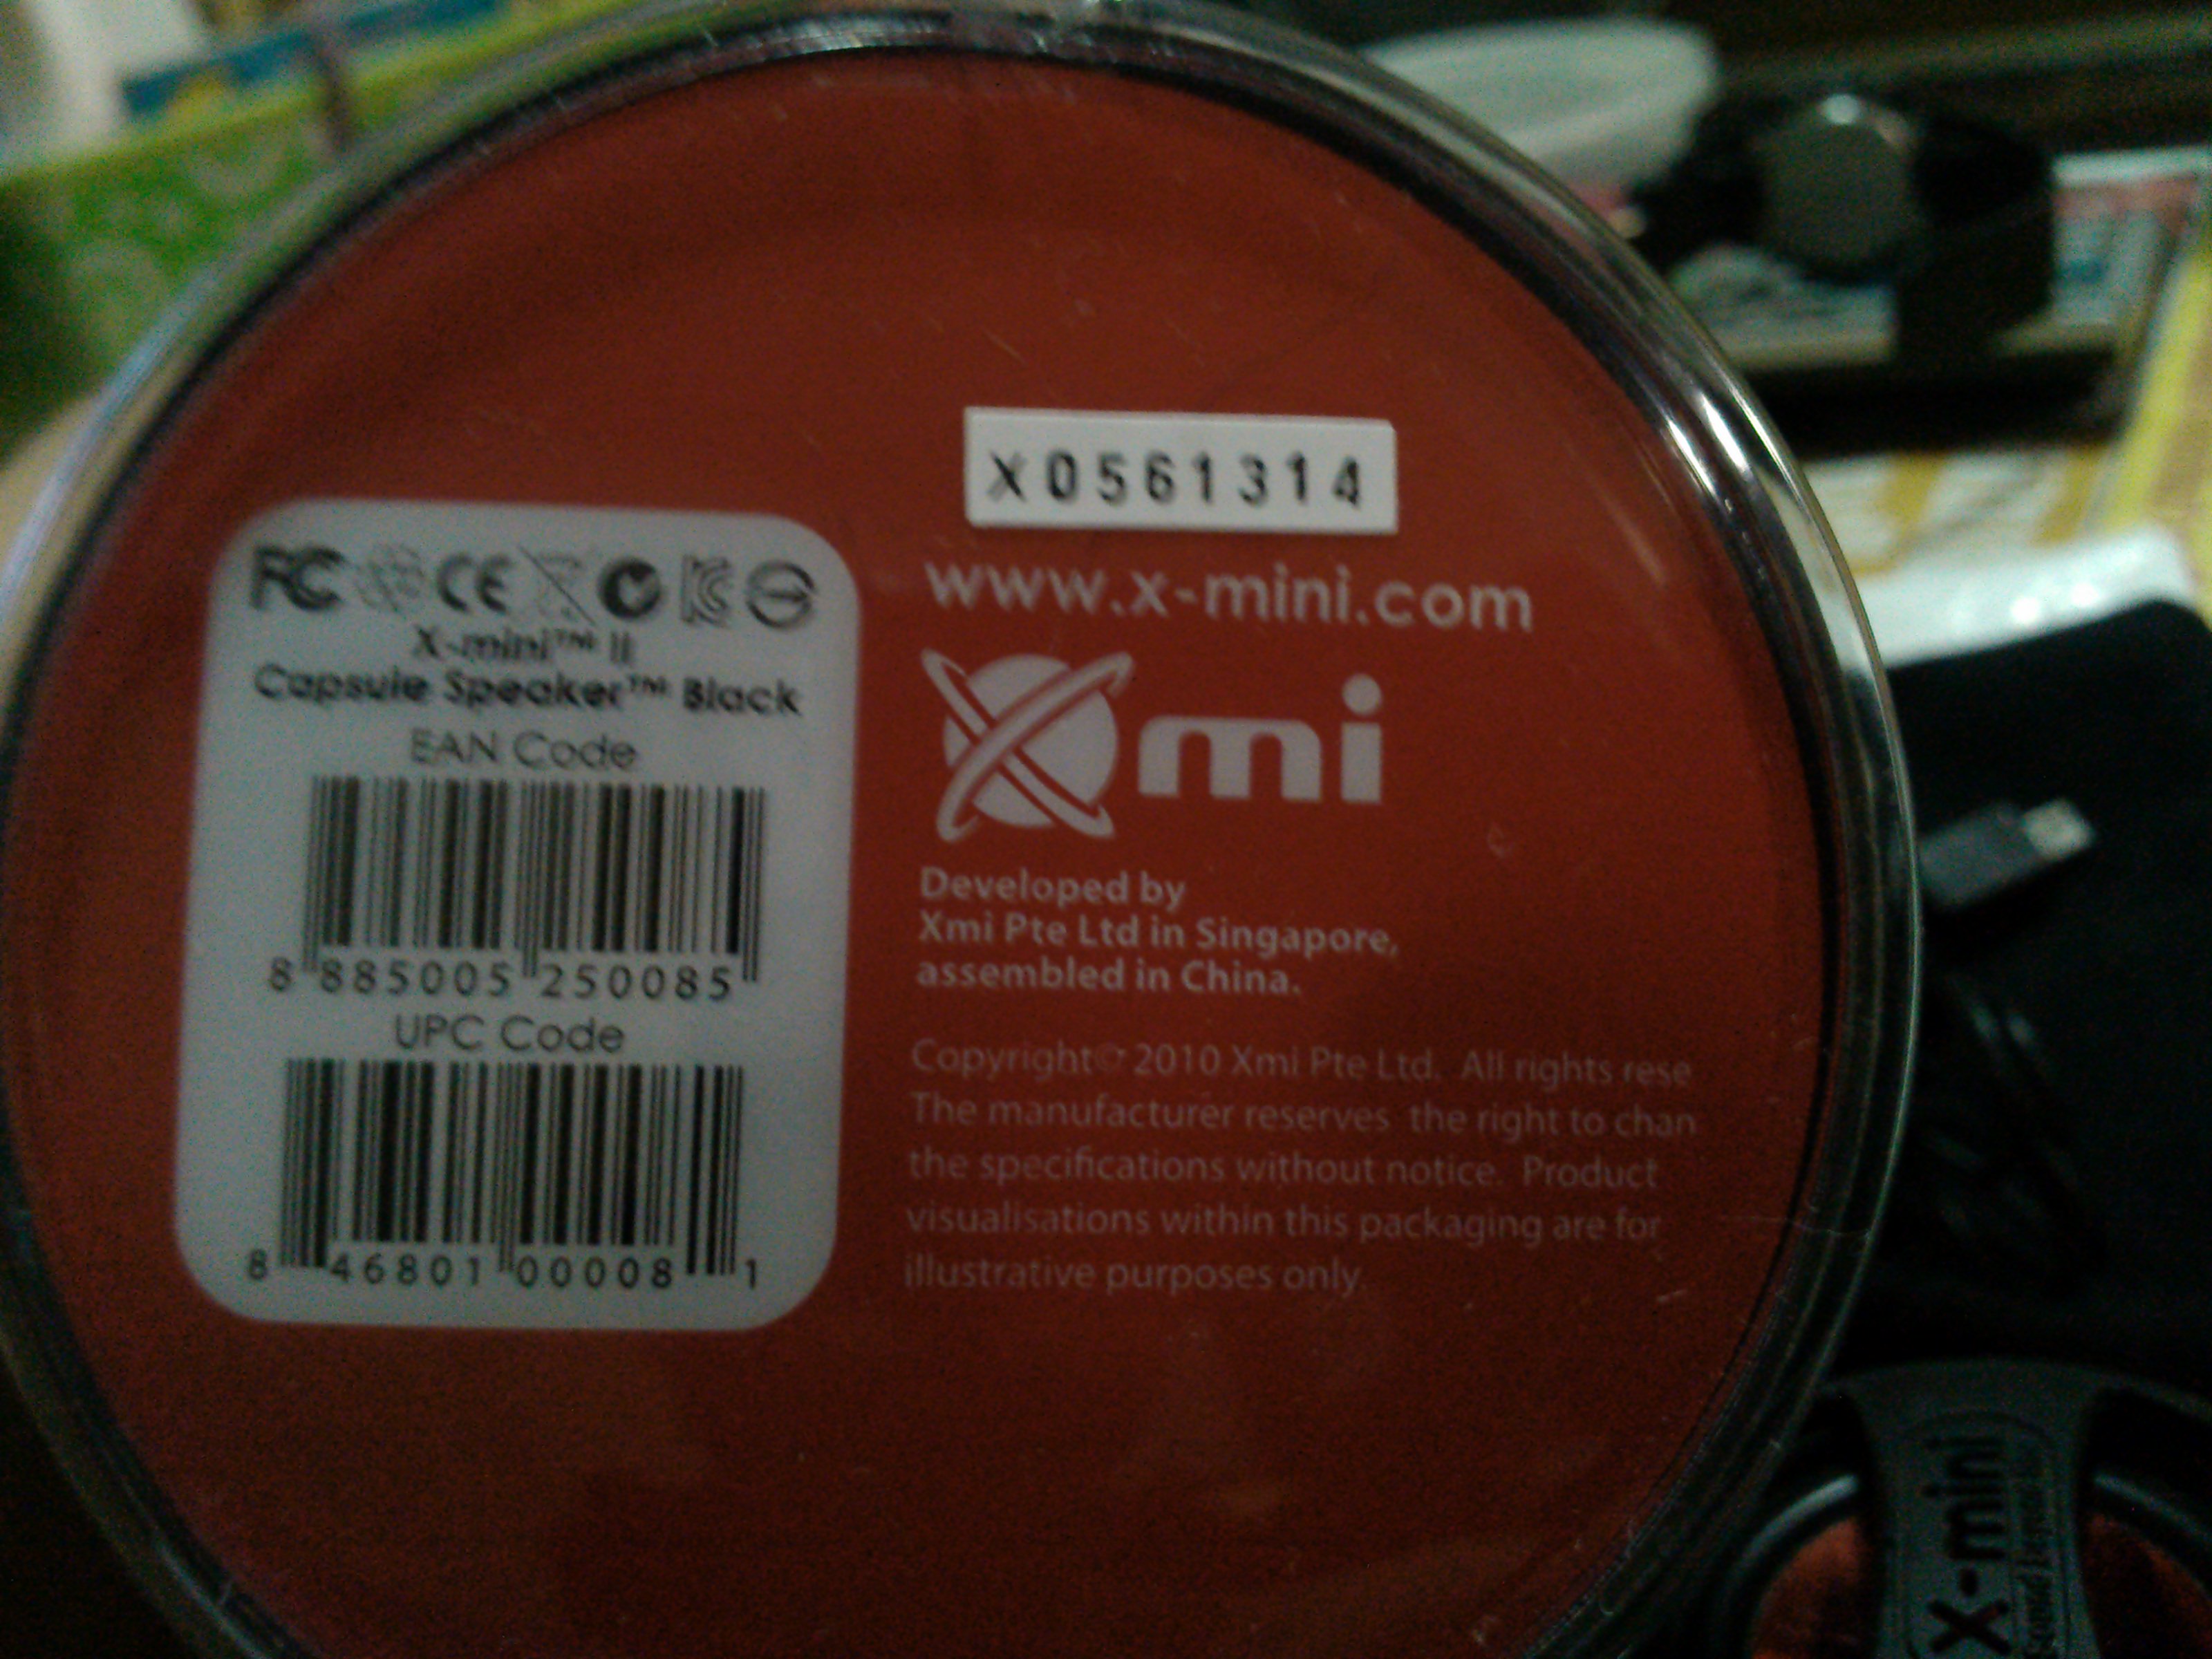 X0561314
www.x-mini.com
Xmi
Developed by
Xmi Pte Ltd in Singapore,
assembled in China.
Copyright© 2010 Xmi Pte Ltd. All rights rese
The manufacturer reserves the right to chan
the specifications without notice. Product
visualisations within this packaging are for
illustrative purposes only.
FC CE
X-mini™ II
Capsule Speaker™ Black
EAN Code
8 885005 250085
UPC Code
8 46801 00008 1
X-mini